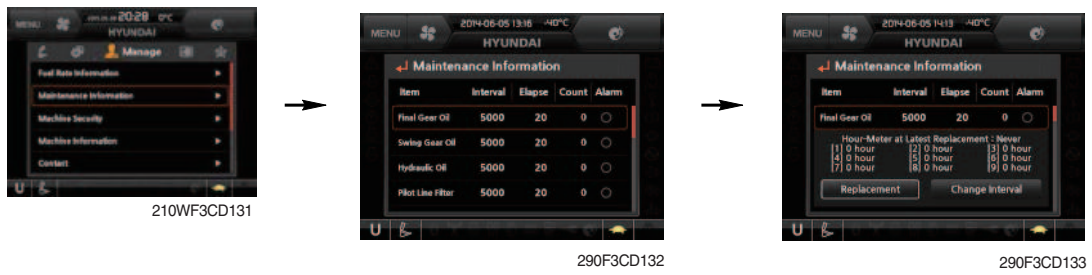 MENU 20:28 0°C
HYUNDAI
Manage
Fuel Rate Information
Maintenance Information
Machine Security
Machine Information
Contact
U
210WF3CD131
MENU 2014-06-05 13:16 -40°C
HYUNDAI
Maintenance Information
Item Interval Elapse Count Alarm
Final Gear Oil 5000 20 0
Swing Gear Oil 5000 20 0
Hydraulic Oil 5000 20 0
Pilot Line Filter 5000 20 0
U
290F3CD132
MENU 2014-06-05 14:13 -40°C
HYUNDAI
Maintenance Information
Item Interval Elapse Count Alarm
Final Gear Oil 5000 20 0
Hour-Meter at Latest Replacement : Never
[1] 0 hour [2] 0 hour [3] 0 hour
[4] 0 hour [5] 0 hour [6] 0 hour
[7] 0 hour [8] 0 hour [9] 0 hour
Replacement Change Interval
U
290F3CD133